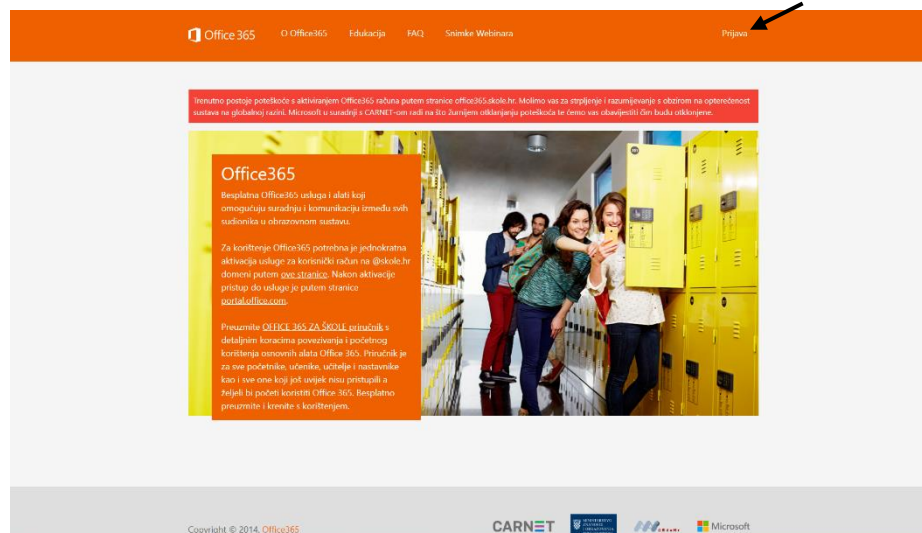 Office 365 O Office365 Edukacija FAQ Snimke Webinara Prijava
Trenutno postoje poteškoće s aktiviranjem Office365 računa putem stranice office365.skole.hr. Molimo vas za strpljenje i razumijevanje s obzirom na opterećenost
sustava na globalnoj razini. Microsoft u suradnji s CARNET-om radi na što žurnijem otklanjanju poteškoća te ćemo vas obavijestiti čim budu otklonjene.
Office365
Besplatna Office365 usluga i alati koji
omogućuju suradnju i komunikaciju između svih
sudionika u obrazovnom sustavu.
Za korištenje Office365 potrebna je jednokratna
aktivacija usluge za korisnički račun na @skole.hr
domeni putem ove stranice. Nakon aktivacije
pristup do usluge je putem stranice
portal.office.com.
Preuzmite OFFICE 365 ZA ŠKOLE priručnik s
detaljnim koracima povezivanja i početnog
korištenja osnovnih alata Office 365. Priručnik je
za sve početnike, učenike, učitelje i nastavnike
kao i sve one koji još uvijek nisu pristupili a
željeli bi početi koristiti Office 365. Besplatno
preuzmite i krenite s korištenjem.
Copyright © 2014. Office365 CARNET Microsoft